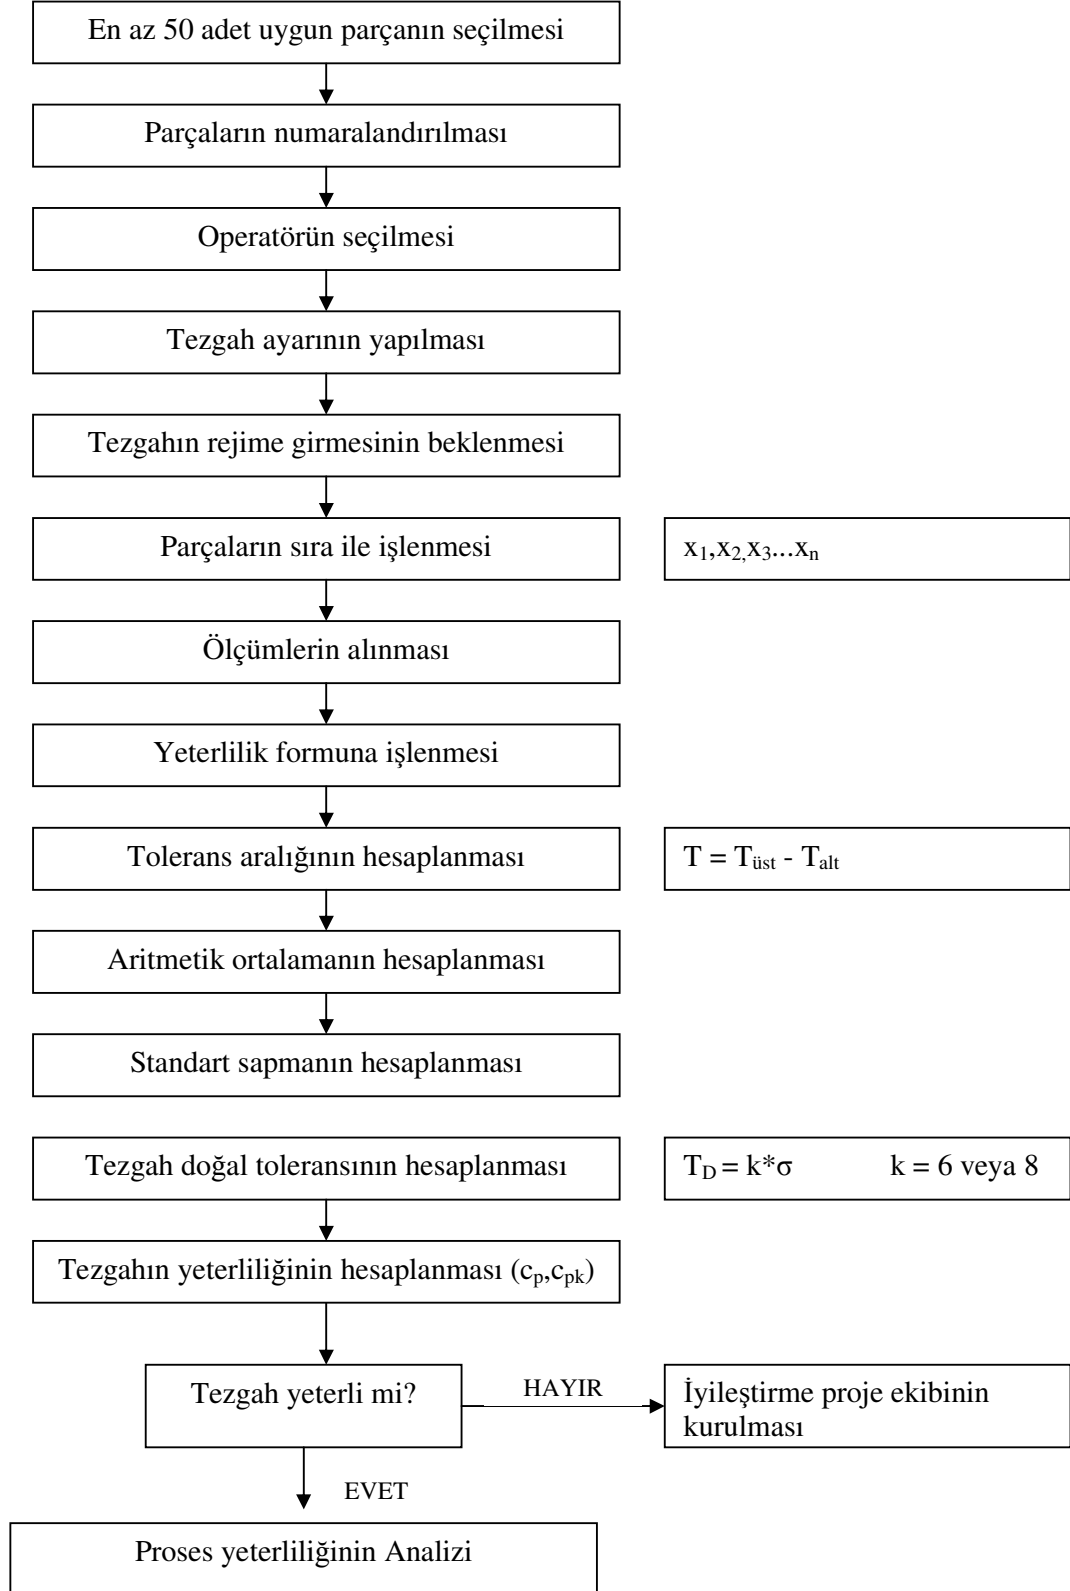 En az 50 adet uygun parçanın seçilmesi
Parçaların numaralandırılması
Operatörün seçilmesi
Tezgah ayarının yapılması
Tezgahın rejime girmesinin beklenmesi
Parçaların sıra ile işlenmesi
x₁,x₂,x₃...xₙ
Ölçümlerin alınması
Yeterlilik formuna işlenmesi
Tolerans aralığının hesaplanması
T = Tüst - Talt
Aritmetik ortalamanın hesaplanması
Standart sapmanın hesaplanması
Tezgah doğal toleransının hesaplanması
TD = k*σ k = 6 veya 8
Tezgahın yeterliliğinin hesaplanması (cp,cpk)
Tezgah yeterli mi?
HAYIR
İyileştirme proje ekibinin
kurulması
EVET
Proses yeterliliğinin Analizi